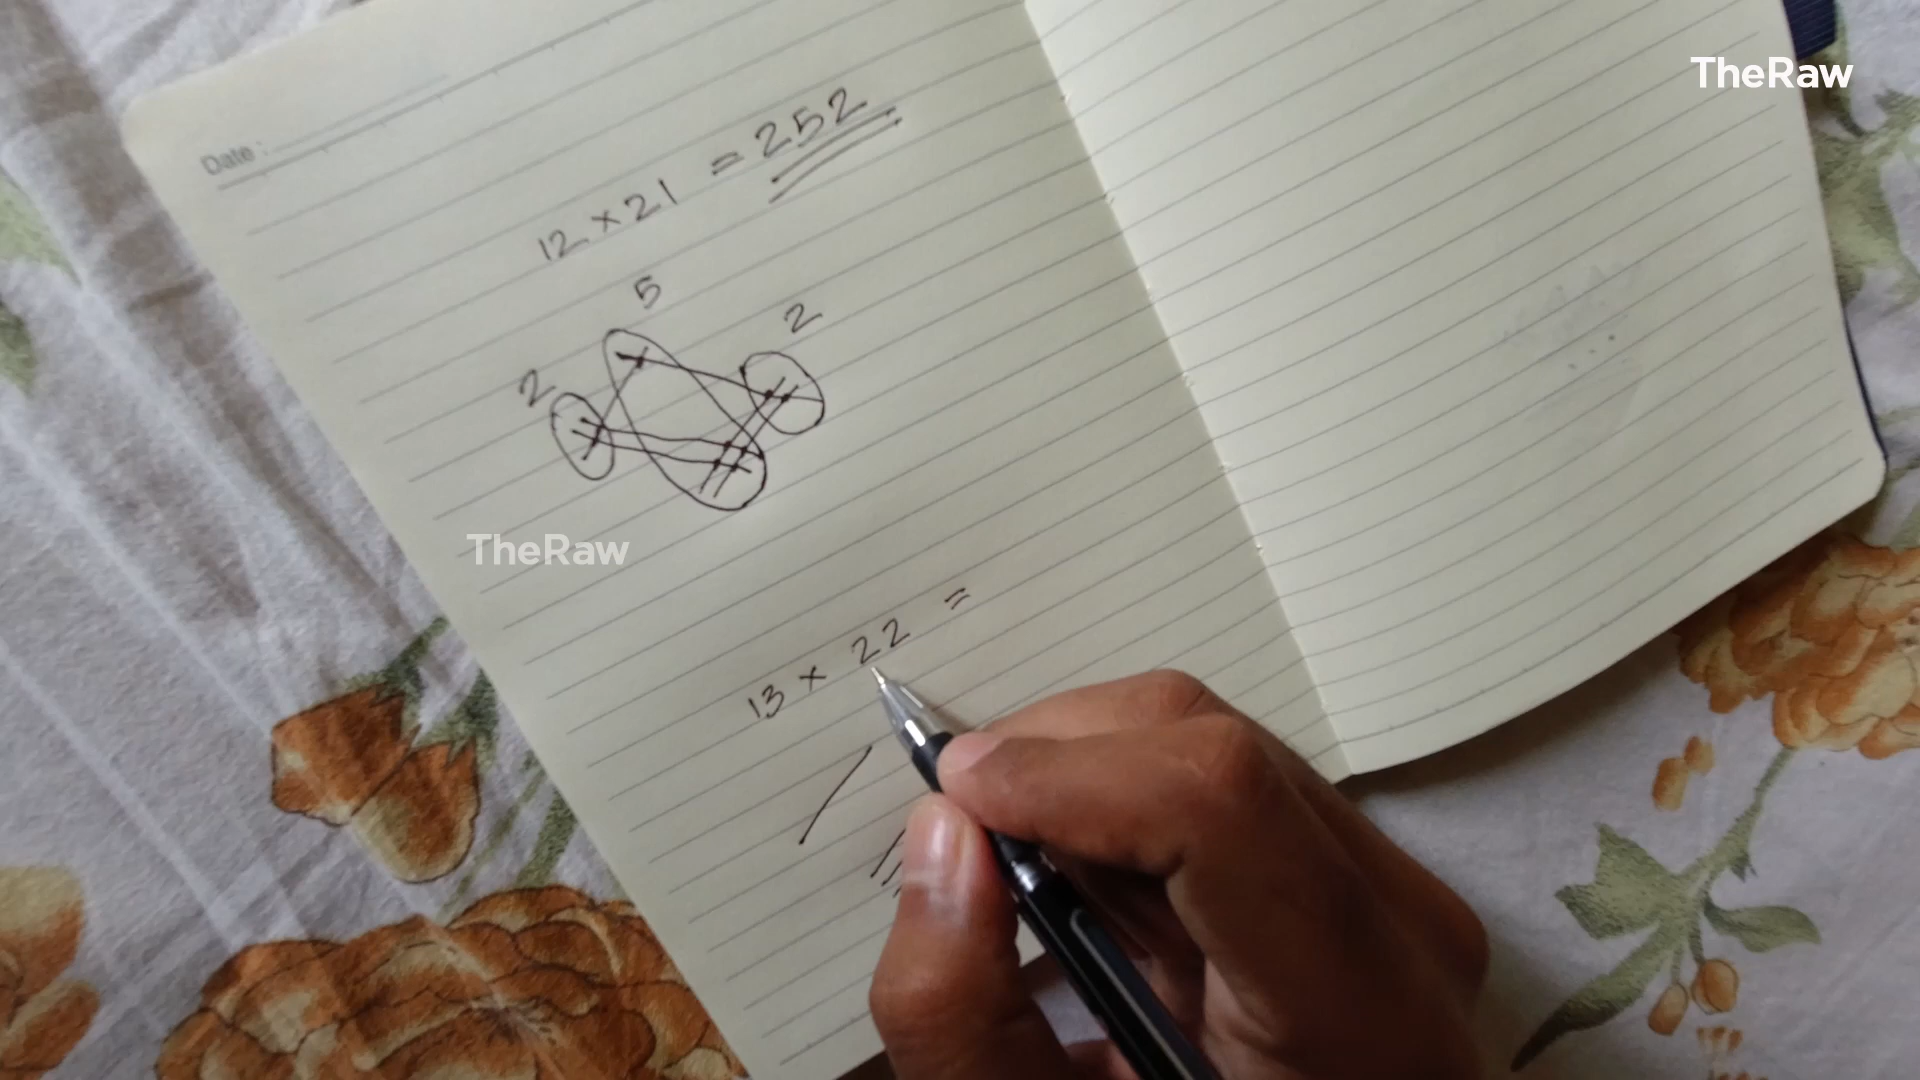 TheRaw
Date :
12 × 21 = 252
5
2
2
TheRaw
13 × 22 =